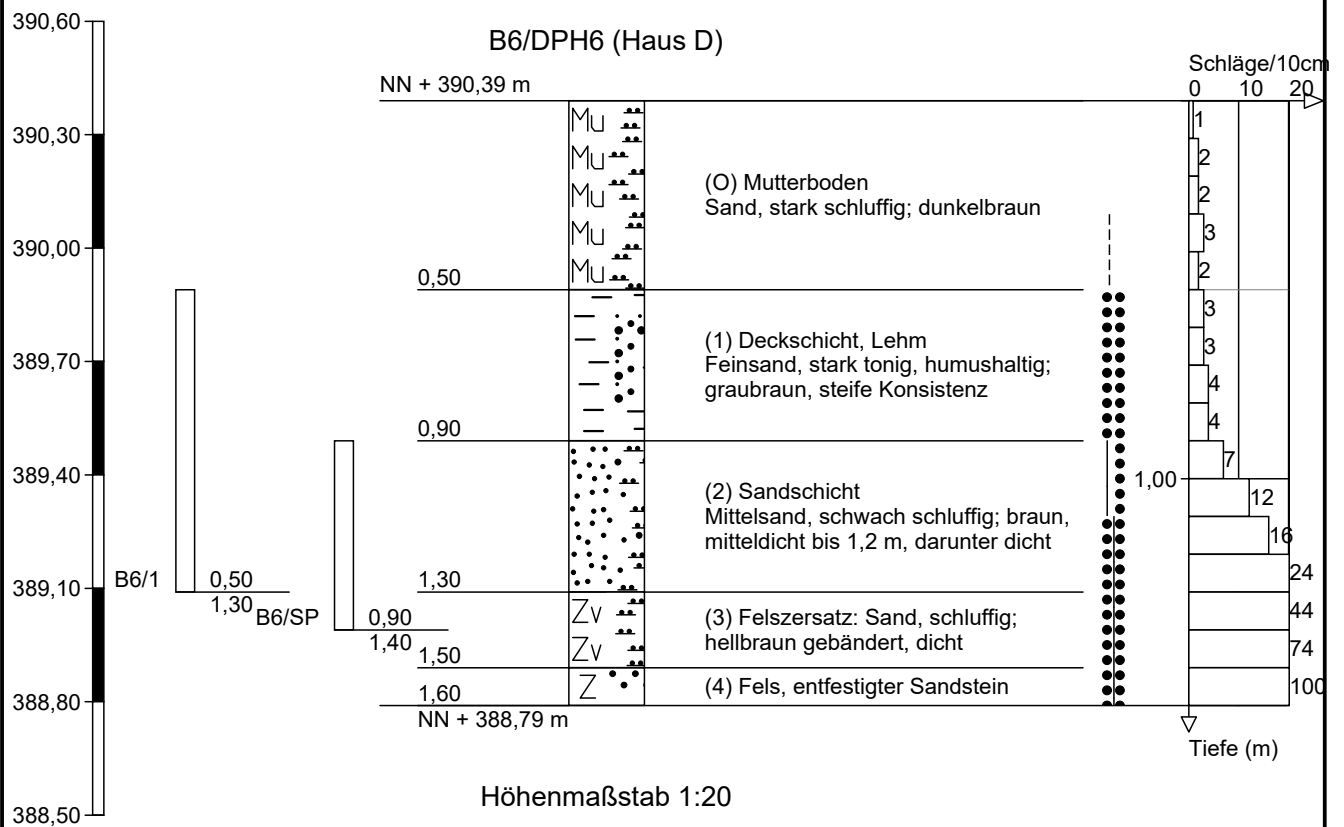 390,60
390,30
390,00
389,70
389,40
389,10
388,80
388,50
B6/DPH6 (Haus D)
NN + 390,39 m
Mu
Mu
Mu
Mu
Mu
(O) Mutterboden
Sand, stark schluffig; dunkelbraun
0,50
(1) Deckschicht, Lehm
Feinsand, stark tonig, humushaltig;
graubraun, steife Konsistenz
0,90
(2) Sandschicht
Mittelsand, schwach schluffig; braun,
mitteldicht bis 1,2 m, darunter dicht
1,30
Zv
Zv
(3) Felszersatz: Sand, schluffig;
hellbraun gebändert, dicht
1,50
Z
(4) Fels, entfestigter Sandstein
1,60
NN + 388,79 m
B6/1
0,50
1,30
B6/SP
0,90
1,40
Schläge/10cm
0 10 20
1
2
2
3
2
3
3
4
4
7
1,00
12
16
24
44
74
100
Tiefe (m)
Höhenmaßstab 1:20